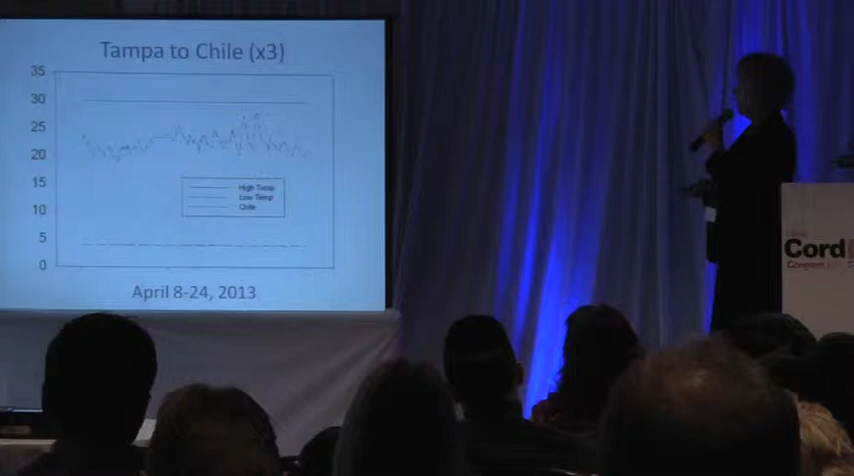 Tampa to Chile (x3)
35
30
25
20
15
10
5
0
High Temp
Low Temp
Chile
April 8-24, 2013
Cord
Congress